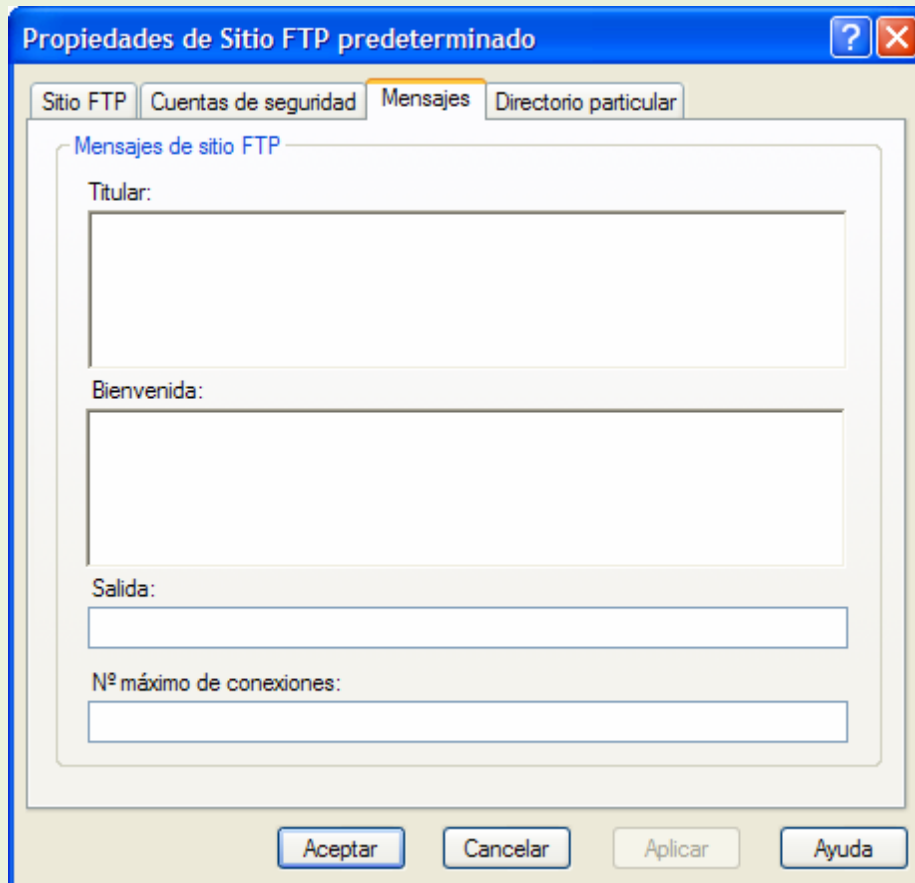 Propiedades de Sitio FTP predeterminado
Sitio FTP Cuentas de seguridad Mensajes Directorio particular
Mensajes de sitio FTP
Titular:
Bienvenida:
Salida:
Nº máximo de conexiones:
Aceptar Cancelar Aplicar Ayuda